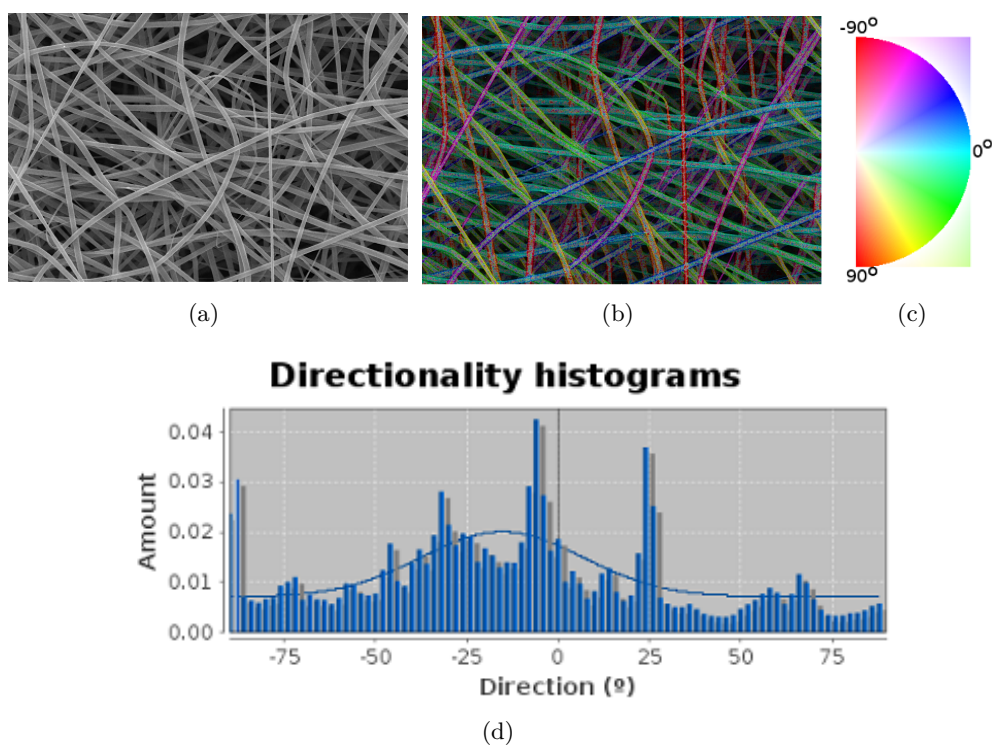 -90°
0°
90°
(a)
(b)
(c)
Directionality histograms
0.04
0.03
0.02
0.01
0.00
Amount
-75
-50
-25
0
25
50
75
Direction (º)
(d)